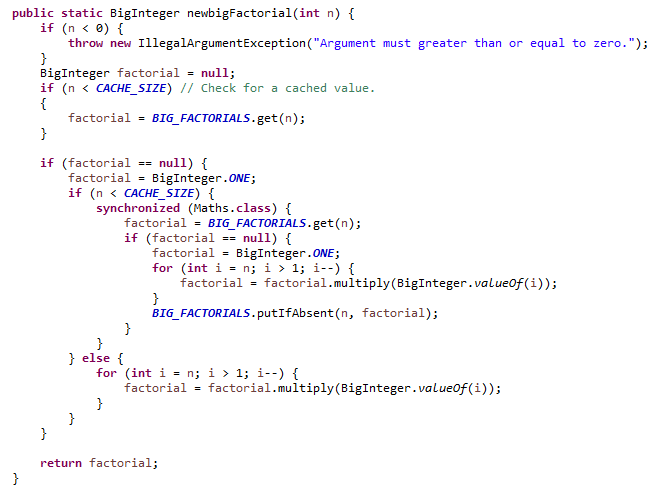 public static BigInteger newbigFactorial(int n) {
    if (n < 0) {
        throw new IllegalArgumentException("Argument must greater than or equal to zero.");
    }
    BigInteger factorial = null;
    if (n < CACHE_SIZE) // Check for a cached value.
    {
        factorial = BIG_FACTORIALS.get(n);
    }

    if (factorial == null) {
        factorial = BigInteger.ONE;
        if (n < CACHE_SIZE) {
            synchronized (Maths.class) {
                factorial = BIG_FACTORIALS.get(n);
                if (factorial == null) {
                    factorial = BigInteger.ONE;
                    for (int i = n; i > 1; i--) {
                        factorial = factorial.multiply(BigInteger.valueOf(i));
                    }
                    BIG_FACTORIALS.putIfAbsent(n, factorial);
                }
            }
        } else {
            for (int i = n; i > 1; i--) {
                factorial = factorial.multiply(BigInteger.valueOf(i));
            }
        }
    }

    return factorial;
}